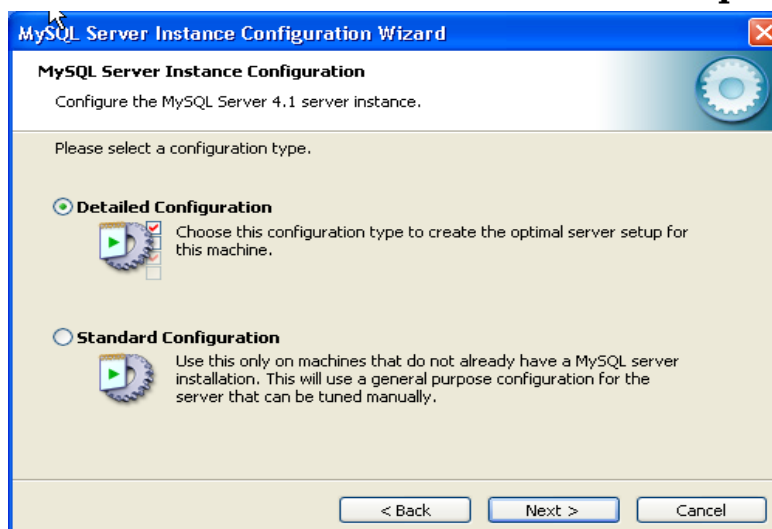 MySQL Server Instance Configuration Wizard
MySQL Server Instance Configuration
Configure the MySQL Server 4.1 server instance.
Please select a configuration type.
Detailed Configuration
Choose this configuration type to create the optimal server setup for
this machine.
Standard Configuration
Use this only on machines that do not already have a MySQL server
installation. This will use a general purpose configuration for the
server that can be tuned manually.
< Back
Next >
Cancel